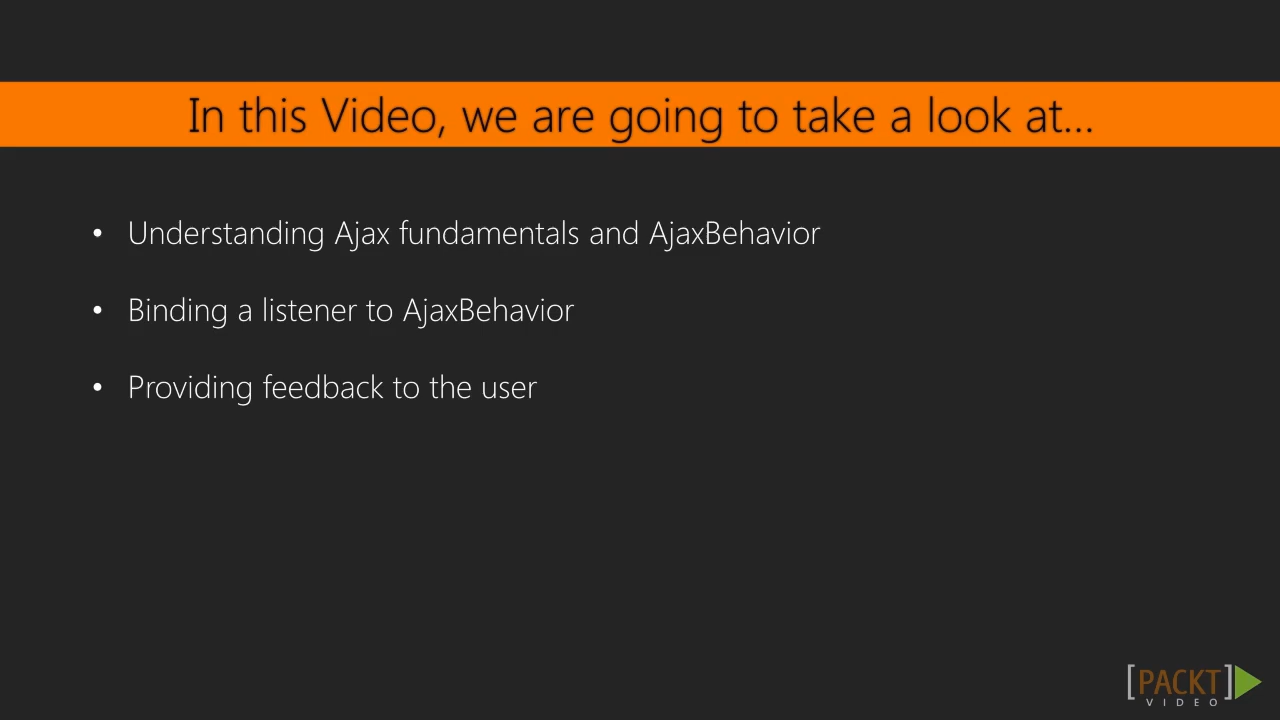 In this Video, we are going to take a look at...
• Understanding Ajax fundamentals and AjaxBehavior
• Binding a listener to AjaxBehavior
• Providing feedback to the user
[PACKT]
VIDEO